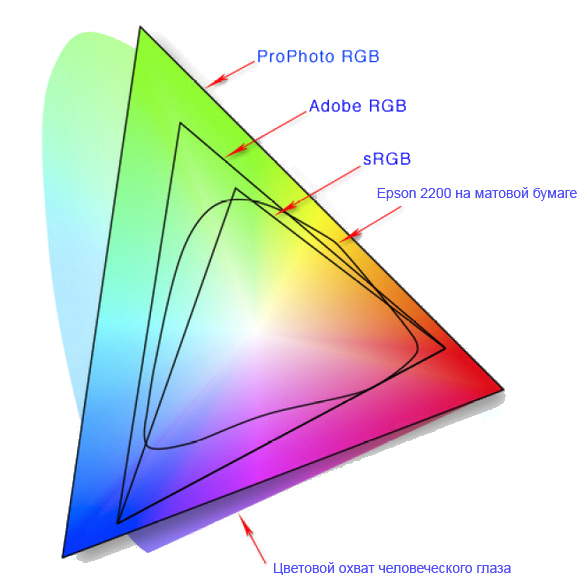 ProPhoto RGB
Adobe RGB
sRGB
Epson 2200 на матовой бумаге
Цветовой охват человеческого глаза